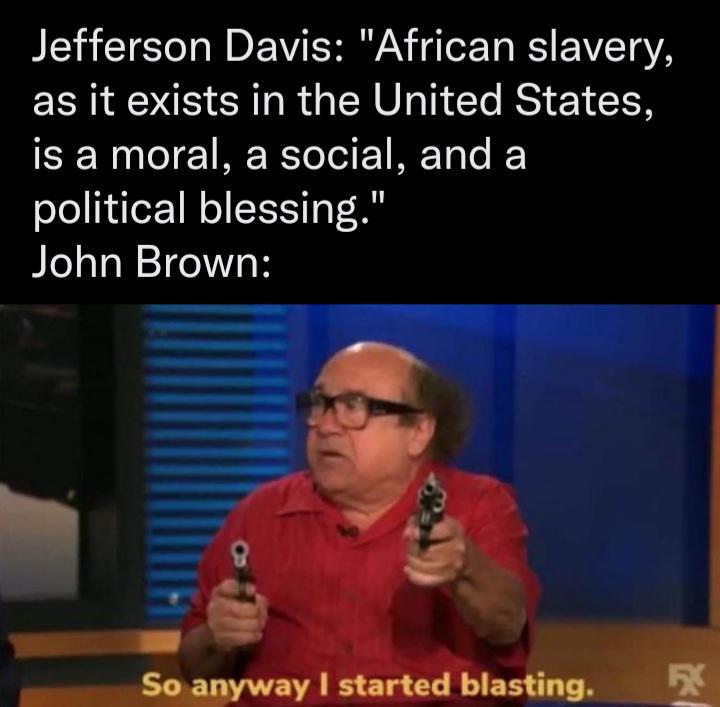 Jefferson Davis: "African slavery,
as it exists in the United States,
is a moral, a social, and a
political blessing."
John Brown:
So anyway I started blasting.
FX